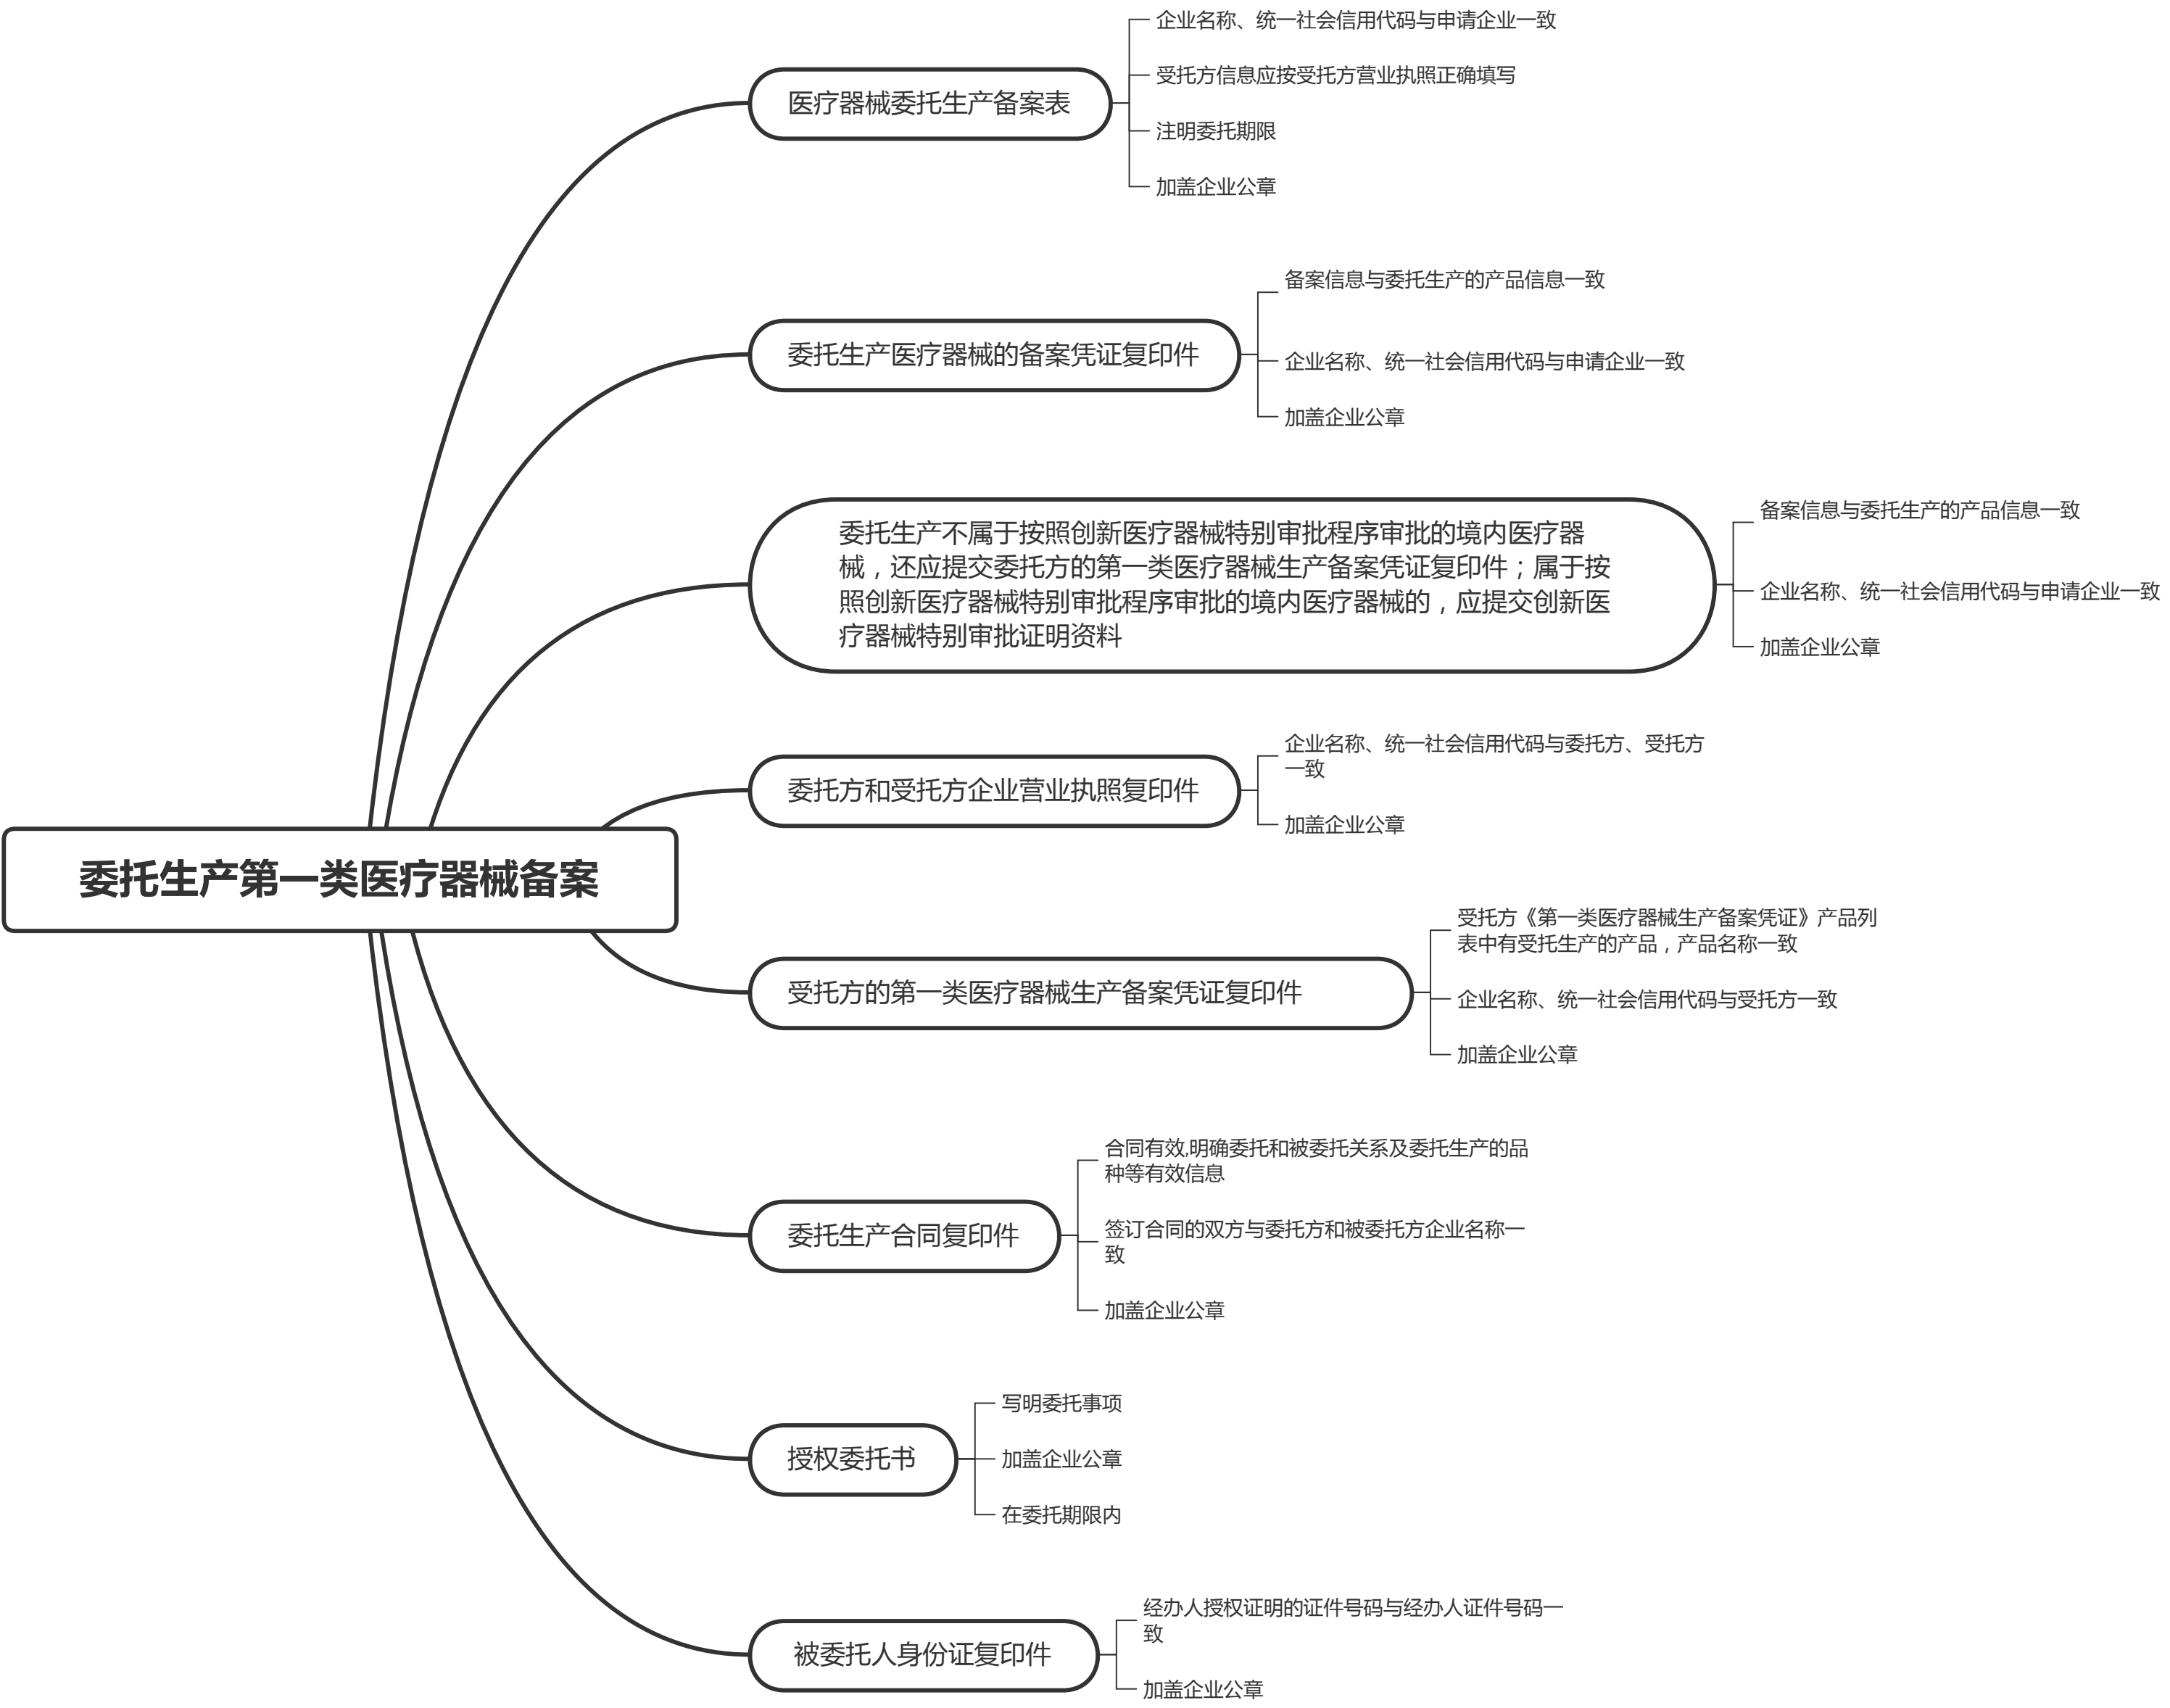 委托生产第一类医疗器械备案
医疗器械委托生产备案表
企业名称、统一社会信用代码与申请企业一致
受托方信息应按受托方营业执照正确填写
注明委托期限
加盖企业公章
委托生产医疗器械的备案凭证复印件
备案信息与委托生产的产品信息一致
企业名称、统一社会信用代码与申请企业一致
加盖企业公章
委托生产不属于按照创新医疗器械特别审批程序审批的境内医疗器
械，还应提交委托方的第一类医疗器械生产备案凭证复印件；属于按
照创新医疗器械特别审批程序审批的境内医疗器械的，应提交创新医
疗器械特别审批证明资料
备案信息与委托生产的产品信息一致
企业名称、统一社会信用代码与申请企业一致
加盖企业公章
委托方和受托方企业营业执照复印件
企业名称、统一社会信用代码与委托方、受托方
一致
加盖企业公章
受托方的第一类医疗器械生产备案凭证复印件
受托方《第一类医疗器械生产备案凭证》产品列
表中有受托生产的产品，产品名称一致
企业名称、统一社会信用代码与受托方一致
加盖企业公章
委托生产合同复印件
合同有效,明确委托和被委托关系及委托生产的品
种等有效信息
签订合同的双方与委托方和被委托方企业名称一
致
加盖企业公章
授权委托书
写明委托事项
加盖企业公章
在委托期限内
被委托人身份证复印件
经办人授权证明的证件号码与经办人证件号码一
致
加盖企业公章